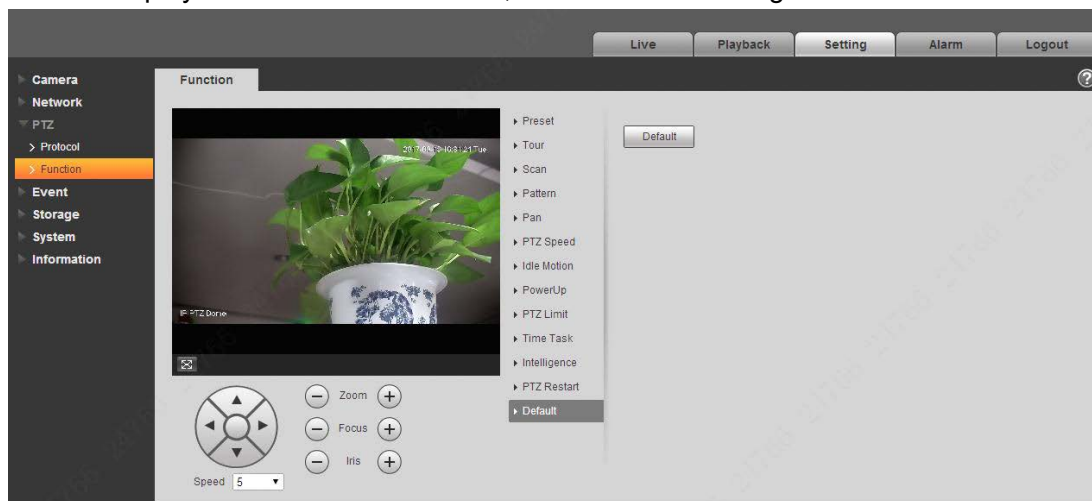 Live Playback Setting Alarm Logout
Camera
Network
PTZ
Protocol
Function
Event
Storage
System
Information
Function
IP PTZ Dome
Preset
Tour
Scan
Pattern
Pan
PTZ Speed
Idle Motion
PowerUp
PTZ Limit
Time Task
Intelligence
PTZ Restart
Default
Default
Zoom
Focus
Iris
Speed 5